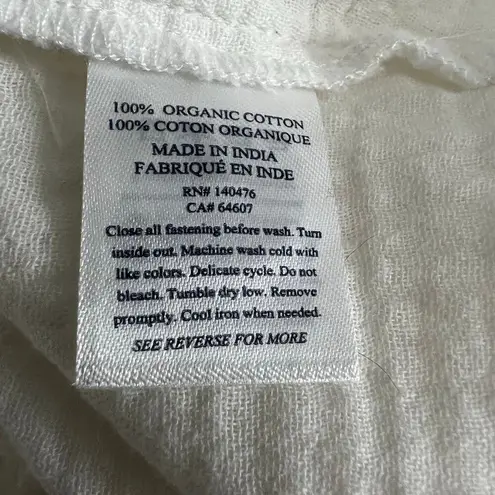 100% ORGANIC COTTON
100% COTON ORGANIQUE
MADE IN INDIA
FABRIQUÉ EN INDE
RN# 140476
CA# 64607
Close all fastening before wash. Turn
inside out. Machine wash cold with
like colors. Delicate cycle. Do not
bleach. Tumble dry low. Remove
promptly. Cool iron when needed.
SEE REVERSE FOR MORE